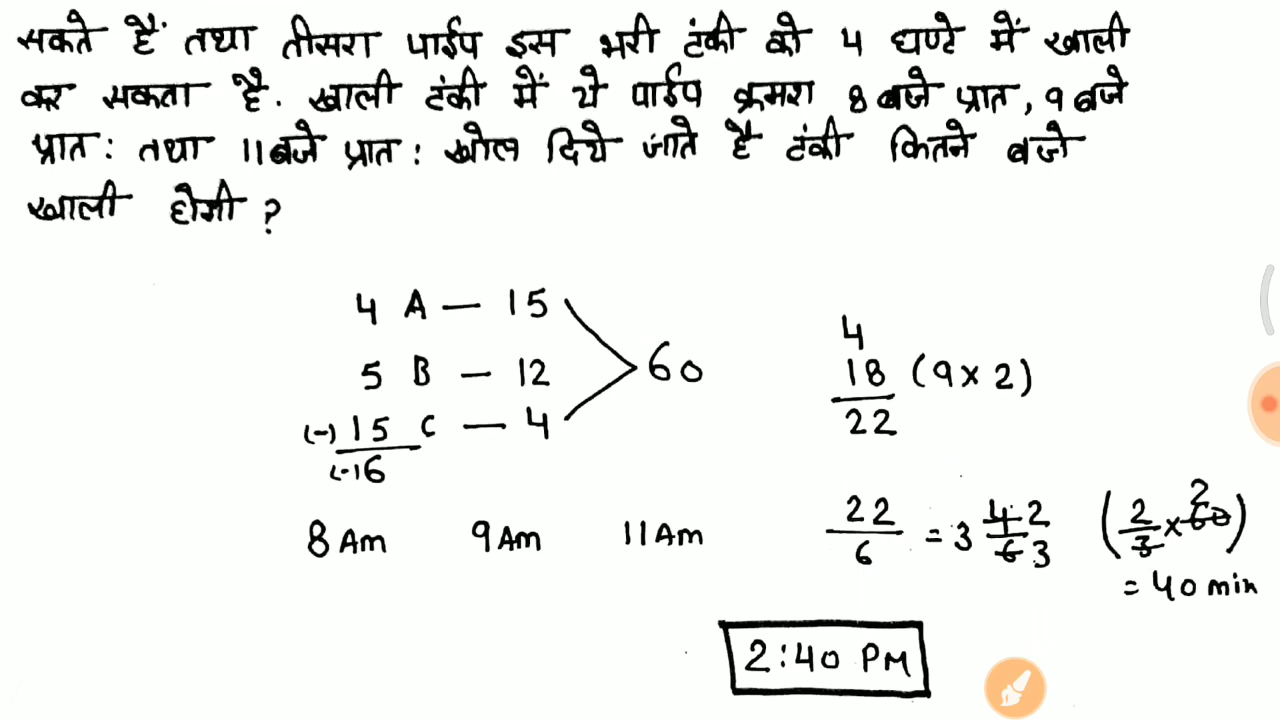 सकते हैं तथा तीसरा पाईप इस भरी टंकी को 4 घण्टे में खाली
कर सकता है. खाली टंकी में ये पाईप क्रमश 8 बजे प्रात, 9 बजे
प्रात: तथा 11 बजे प्रात: खोल दिये जाते है टंकी कितने बजे
खाली होगी ?
4 A — 15
5 B — 12
60
(-) 15 C — 4
(-) 6
4
18 (9 x 2)
22
8 Am 9 Am 11 Am
22/6 = 3 4/6 2/3 (2/3 x 60 2)
= 40 min
2:40 PM